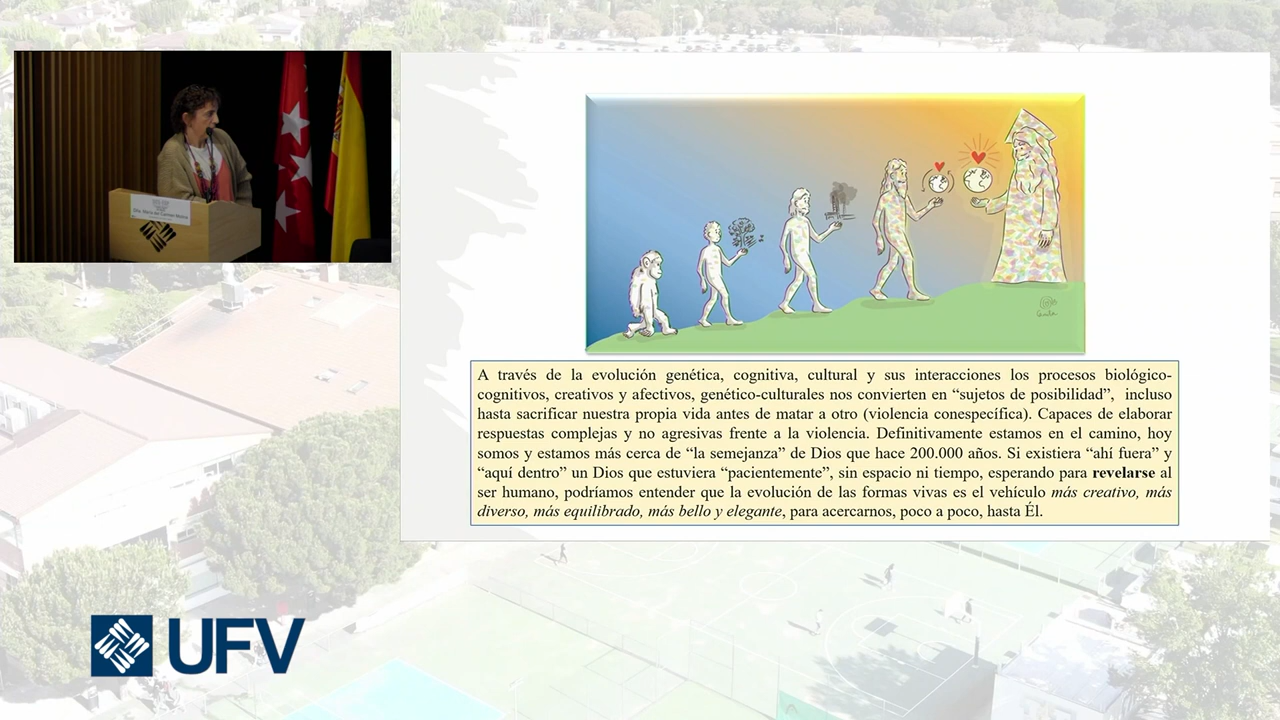 Dra. María del Carmen Molina
A través de la evolución genética, cognitiva, cultural y sus interacciones los procesos biológico-
cognitivos, creativos y afectivos, genético-culturales nos convierten en “sujetos de posibilidad”, incluso
hasta sacrificar nuestra propia vida antes de matar a otro (violencia conespecífica). Capaces de elaborar
respuestas complejas y no agresivas frente a la violencia. Definitivamente estamos en el camino, hoy
somos y estamos más cerca de “la semejanza” de Dios que hace 200.000 años. Si existiera “ahí fuera” y
“aquí dentro” un Dios que estuviera “pacientemente”, sin espacio ni tiempo, esperando para revelarse al
ser humano, podríamos entender que la evolución de las formas vivas es el vehículo más creativo, más
diverso, más equilibrado, más bello y elegante, para acercarnos, poco a poco, hasta Él.
UFV